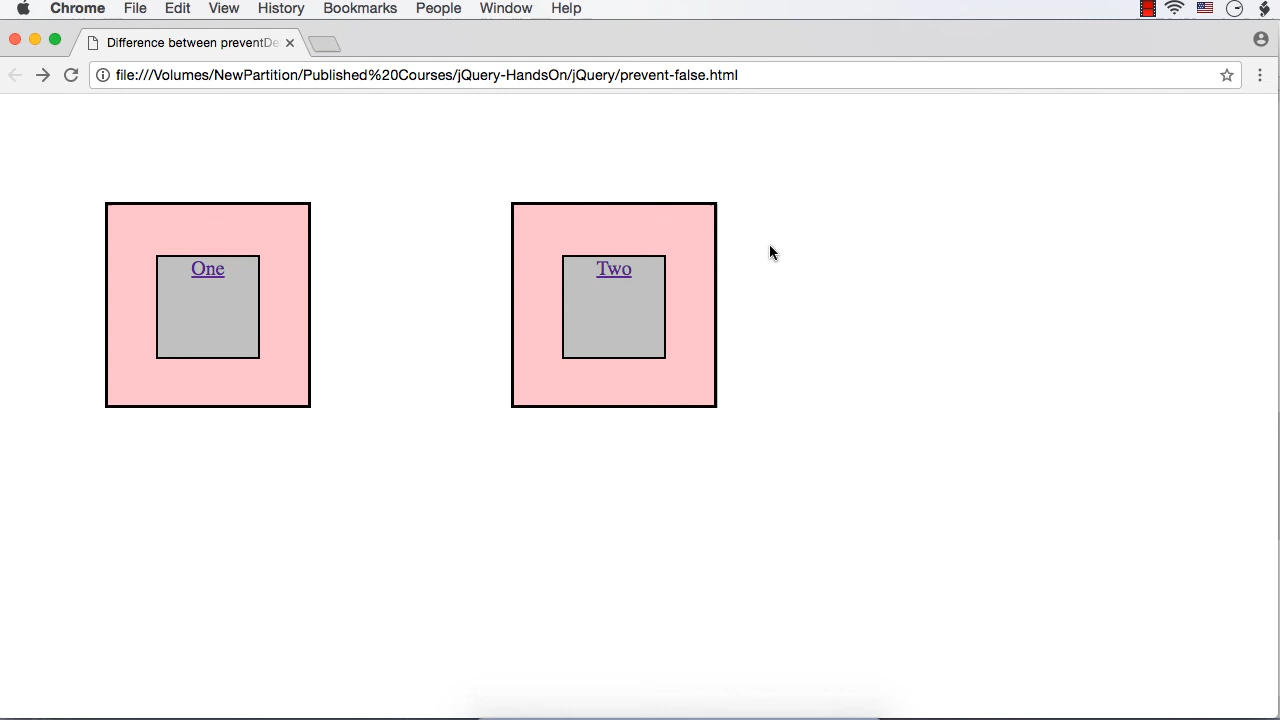 Chrome File Edit View History Bookmarks People Window Help
Difference between preventDe
file:///Volumes/NewPartition/Published%20Courses/jQuery-HandsOn/jQuery/prevent-false.html
One Two